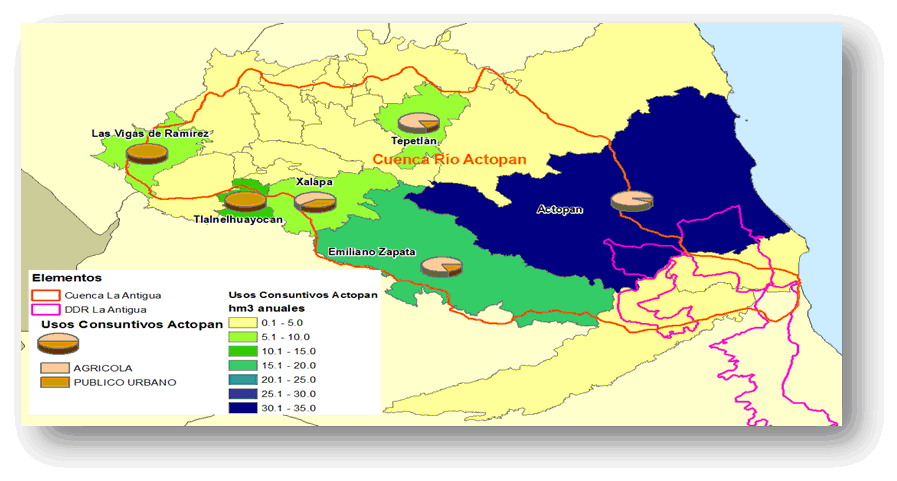 Las Vigas de Ramirez
Tepetlán
Cuenca Rio Actopan
Xalapa
Tlalnelhuayocan
Actopan
Emiliano Zapata
Elementos
Cuenca La Antigua
DDR La Antigua
Usos Consuntivos Actopan
AGRICOLA
PUBLICO URBANO
Usos Consuntivos Actopan
hm3 anuales
0.1 - 5.0
5.1 - 10.0
10.1 - 15.0
15.1 - 20.0
20.1 - 25.0
25.1 - 30.0
30.1 - 35.0